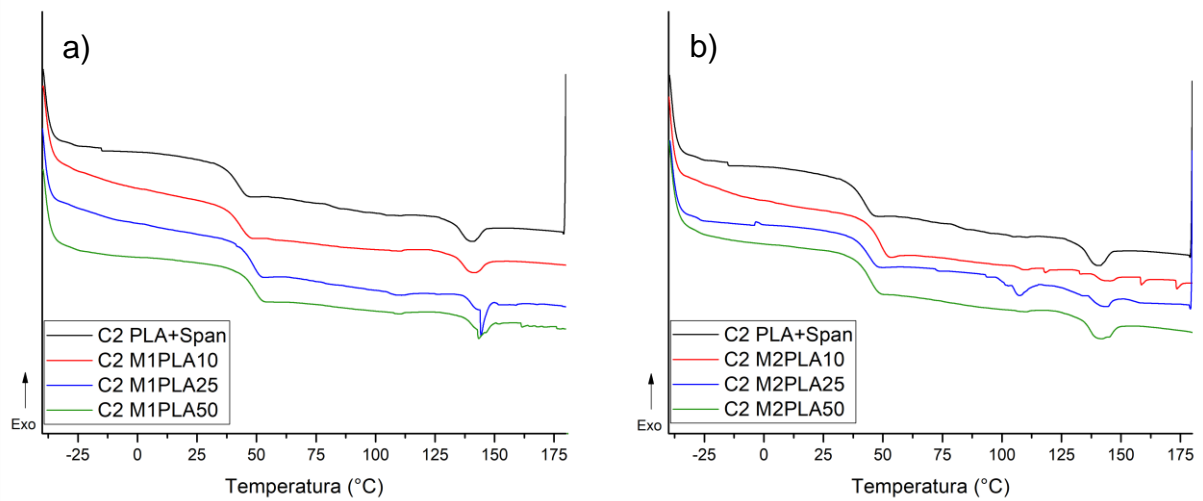 a)
C2 PLA+Span
C2 M1PLA10
C2 M1PLA25
C2 M1PLA50
Exo
-25 0 25 50 75 100 125 150 175
Temperatura (°C)
b)
C2 PLA+Span
C2 M2PLA10
C2 M2PLA25
C2 M2PLA50
Exo
-25 0 25 50 75 100 125 150 175
Temperatura (°C)